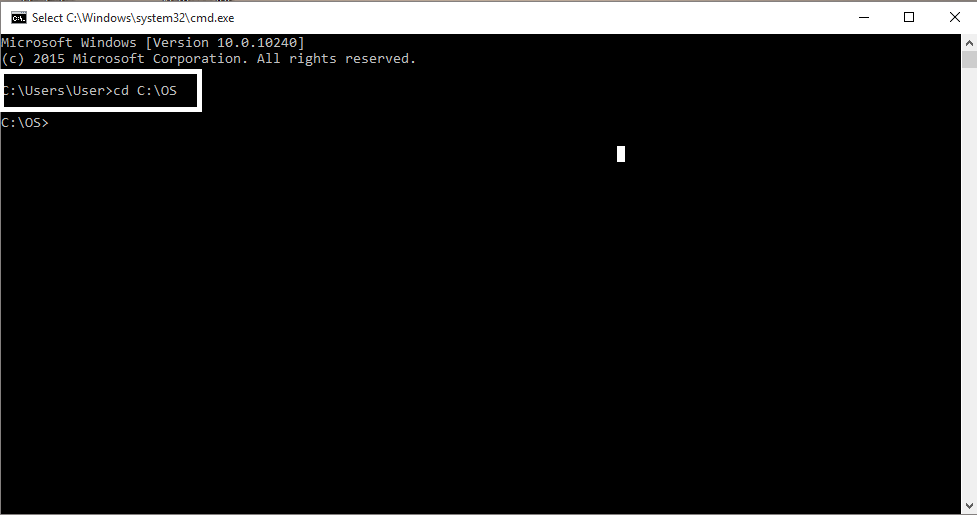 Select C:\Windows\system32\cmd.exe
Microsoft Windows [Version 10.0.10240]
(c) 2015 Microsoft Corporation. All rights reserved.
C:\Users\User>cd C:\OS
C:\OS>